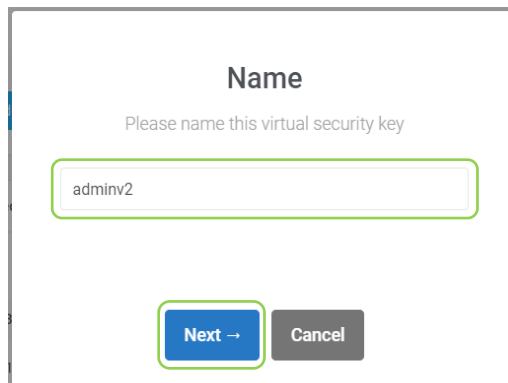 Name
Please name this virtual security key
adminv2
Next →
Cancel